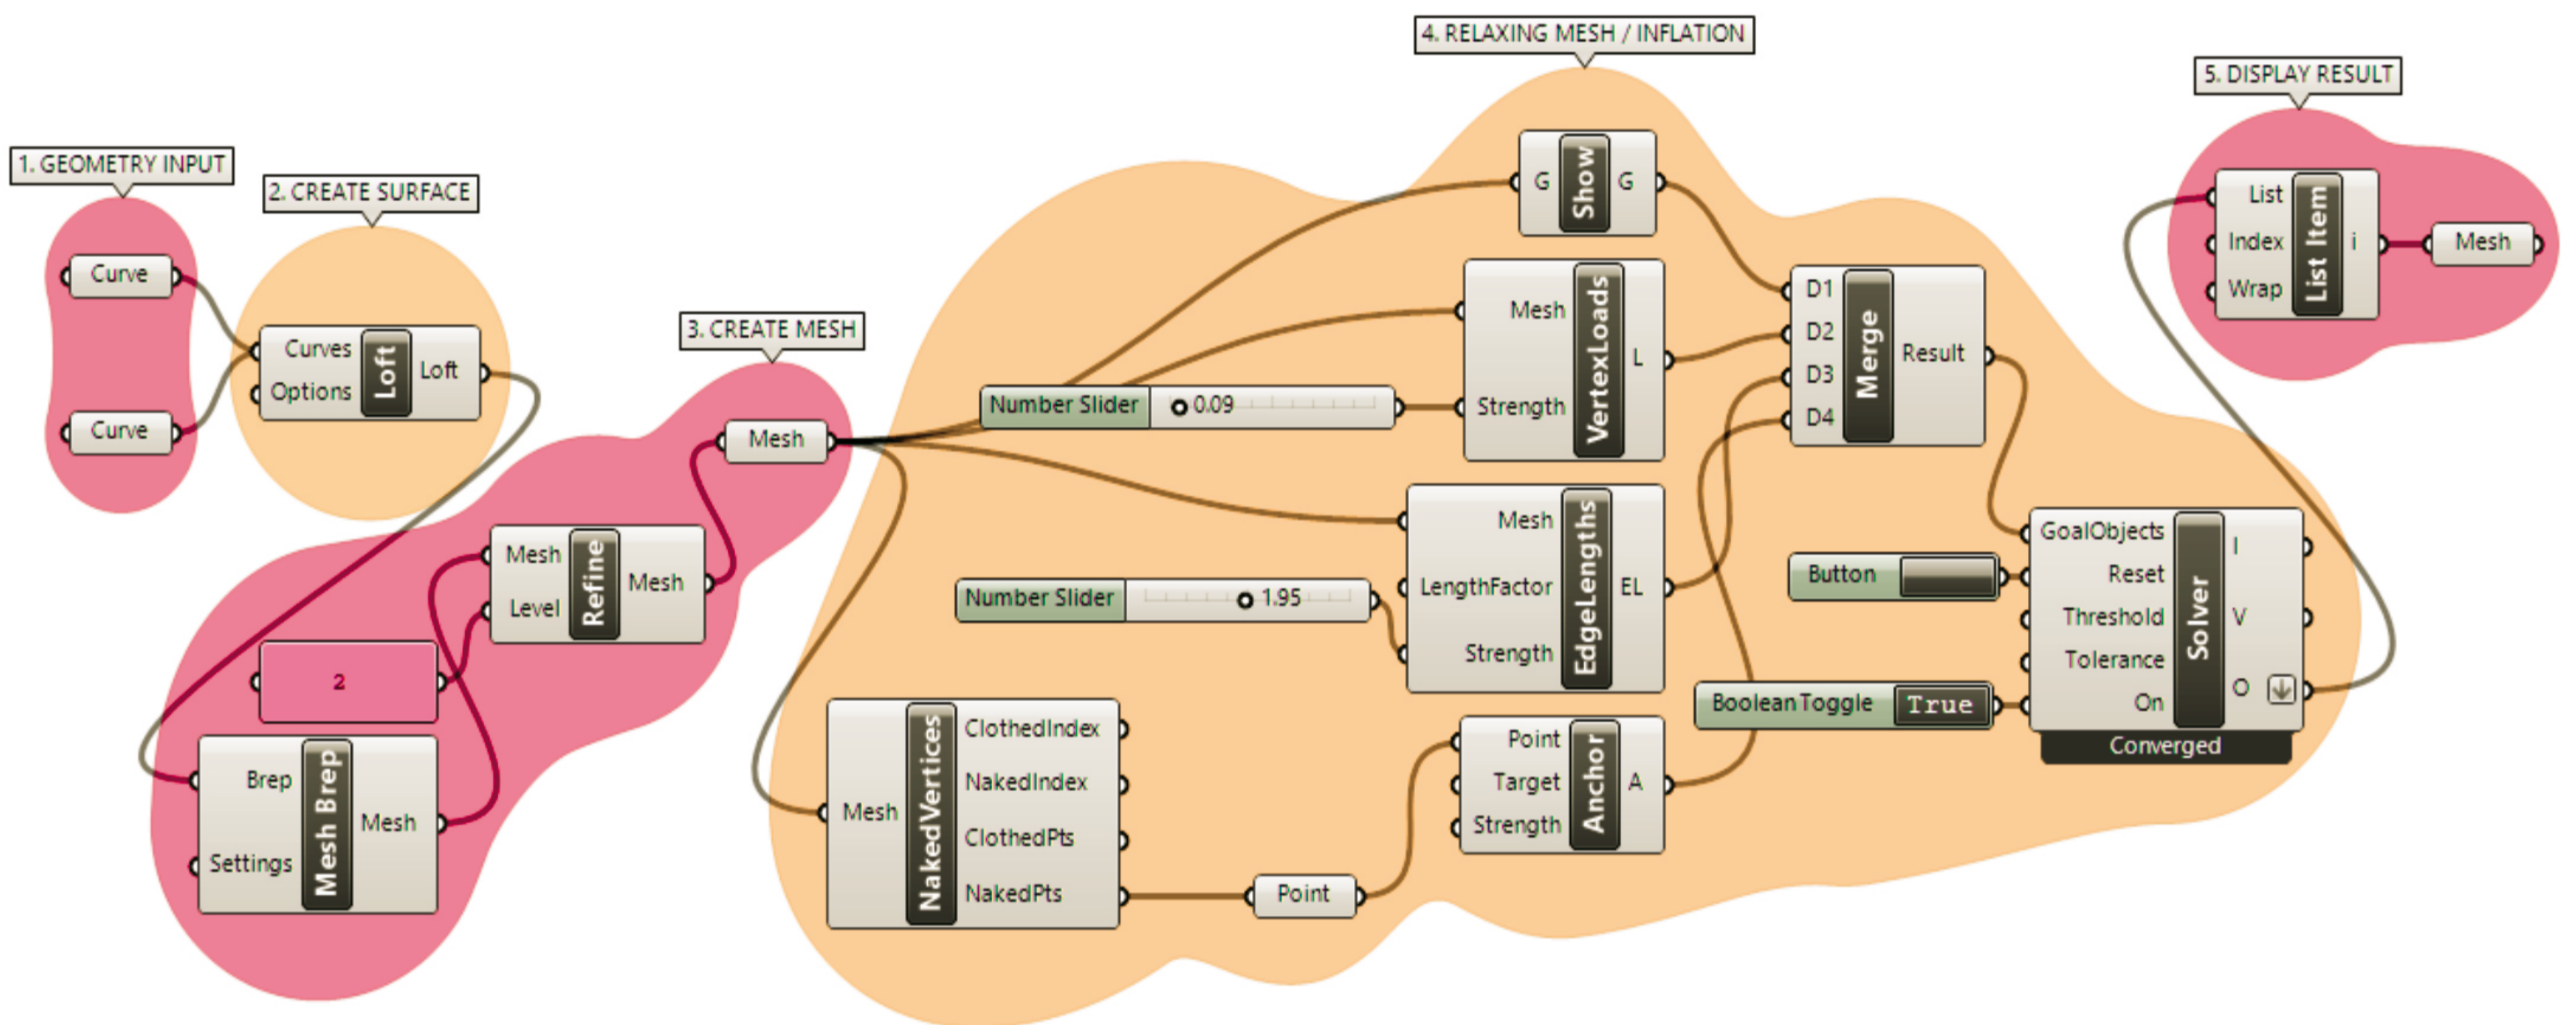 1. GEOMETRY INPUT
Curve
Curve
2. CREATE SURFACE
Curves
Options
Loft
Loft
3. CREATE MESH
Mesh
Mesh
Level
Refine
Mesh
2
Brep
Settings
Mesh Brep
Mesh
4. RELAXING MESH / INFLATION
G
Show
G
Mesh
Strength
VertexLoads
L
Number Slider
0.09
Mesh
LengthFactor
Strength
EdgeLengths
EL
Number Slider
1.95
Mesh
NakedVertices
ClothedIndex
NakedIndex
ClothedPts
NakedPts
Point
Point
Target
Strength
Anchor
A
D1
D2
D3
D4
Merge
Result
Button
Boolean Toggle
True
GoalObjects
Reset
Threshold
Tolerance
On
Solver
I
V
O
Converged
5. DISPLAY RESULT
List
Index
Wrap
List Item
i
Mesh